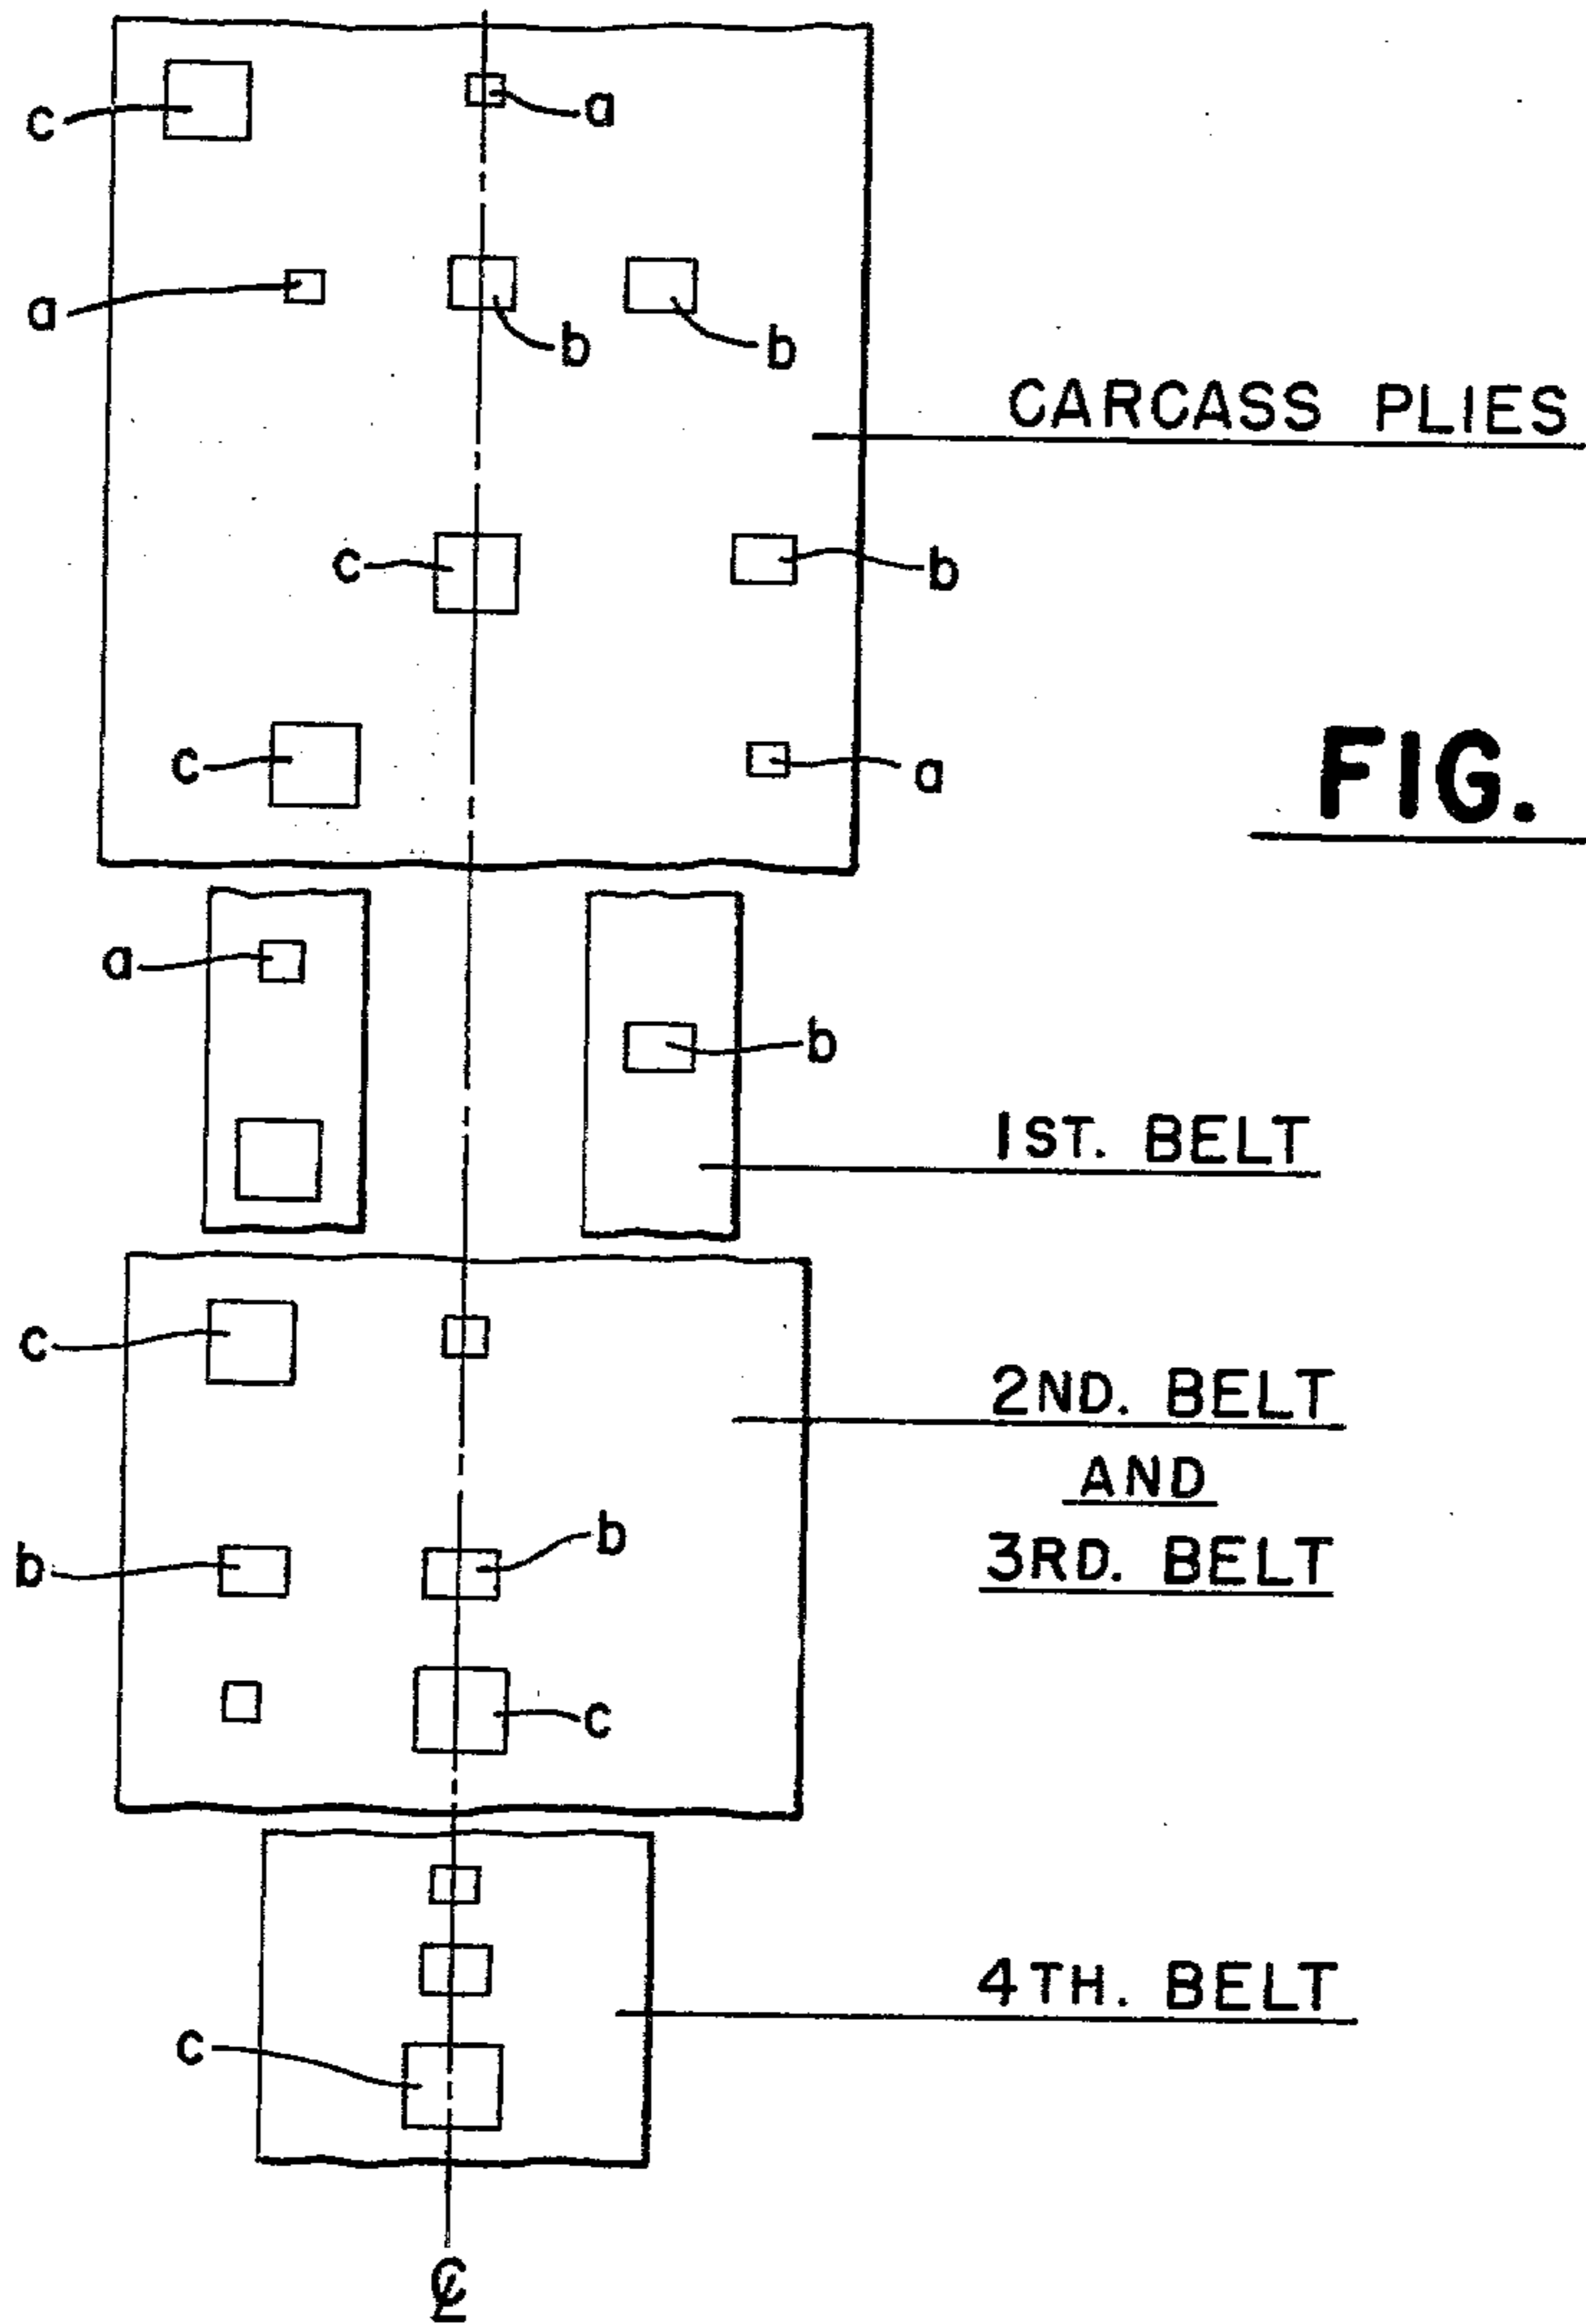 c
a
a
b
b
CARCASS PLIES
c
b
c
a
FIG.
a
b
1ST. BELT
c
2ND. BELT
AND
b
b
3RD. BELT
c
4TH. BELT
c
℄